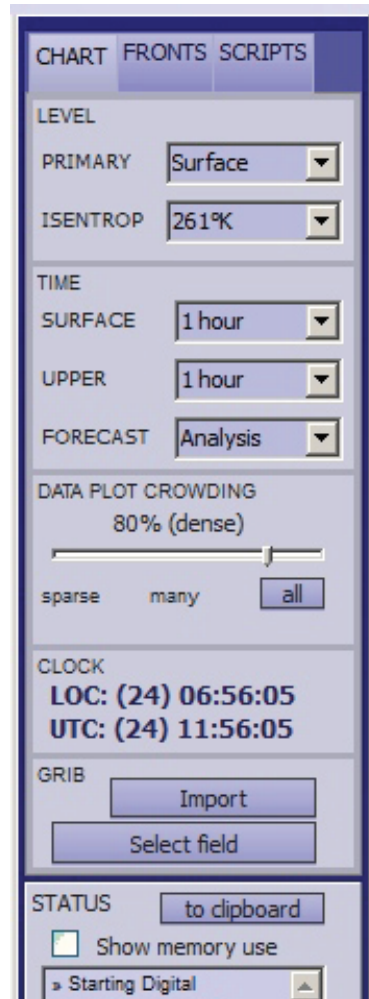 CHART FRONTS SCRIPTS
LEVEL
PRIMARY Surface
ISENTROP 261°K
TIME
SURFACE 1 hour
UPPER 1 hour
FORECAST Analysis
DATA PLOT CROWDING
80% (dense)
sparse many all
CLOCK
LOC: (24) 06:56:05
UTC: (24) 11:56:05
GRIB
Import
Select field
STATUS to clipboard
Show memory use
» Starting Digital